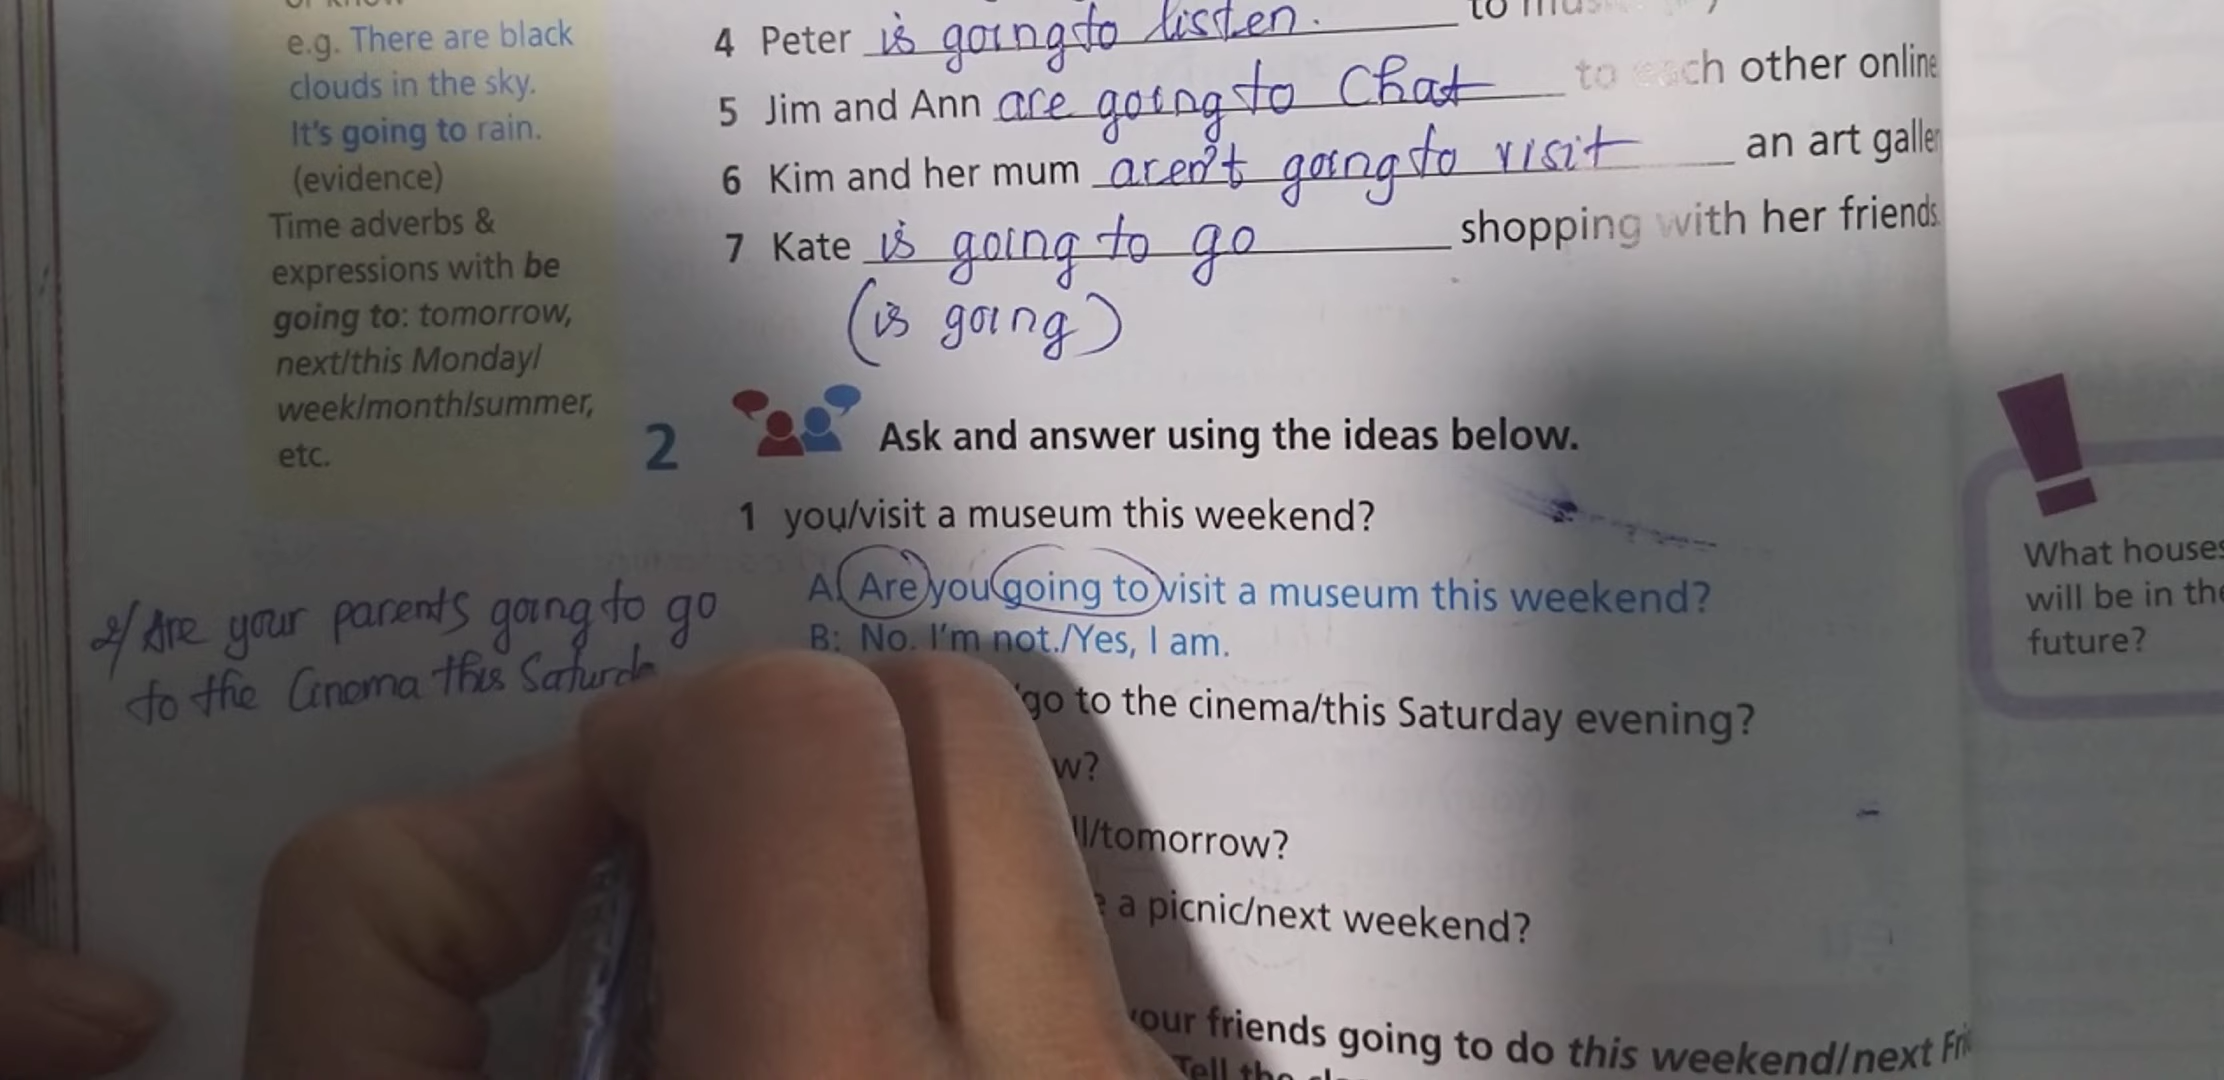 e.g. There are black
clouds in the sky.
It's going to rain.
(evidence)
Time adverbs &
expressions with be
going to: tomorrow,
next/this Monday/
week/month/summer,
etc.
4 Peter is going to listen. to
5 Jim and Ann are going to Chat to each other online
6 Kim and her mum aren't going to visit an art
7 Kate is going to go shopping with her friends.
(is going)
2 Ask and answer using the ideas below.
1 you/visit a museum this weekend?
A Are you going to visit a museum this weekend?
B: No. I'm not./Yes, I am.
go to the cinema/this Saturday evening?
w?
ll/tomorrow?
a picnic/next weekend?
our friends going to do this weekend/next
Tell
2/ Are your parents going to go
to the Cinema this Saturda
What houses
will be in the
future?